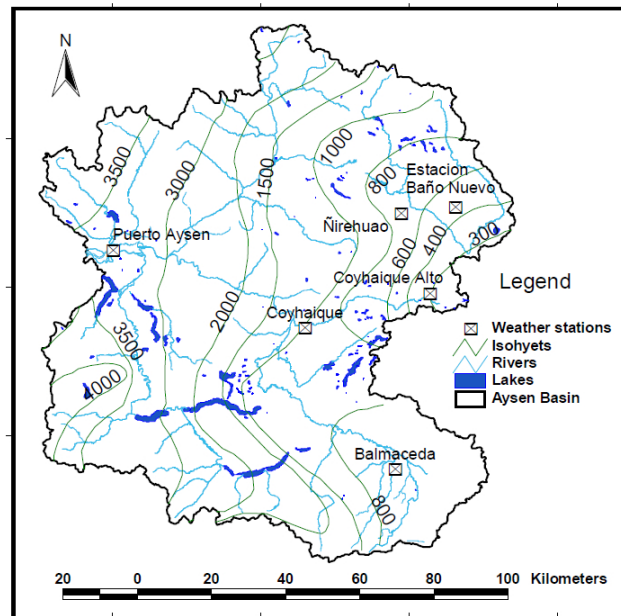 N
3500
3000
1500
1000
800
Estacion
Baño Nuevo
Ñirehuao
600
400
300
Puerto Aysen
Coyhaique Alto
Legend
2000
Coyhaique
3500
4000
Weather stations
Isohyets
Rivers
Lakes
Aysen Basin
Balmaceda
800
20 0 20 40 60 80 100 Kilometers